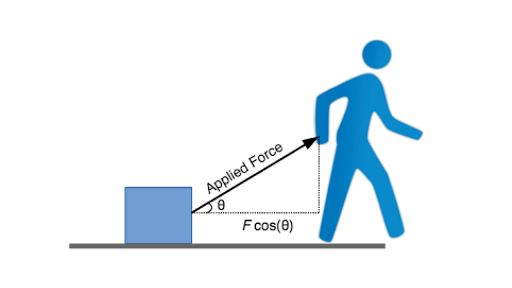 Applied Force
θ
F cos(θ)